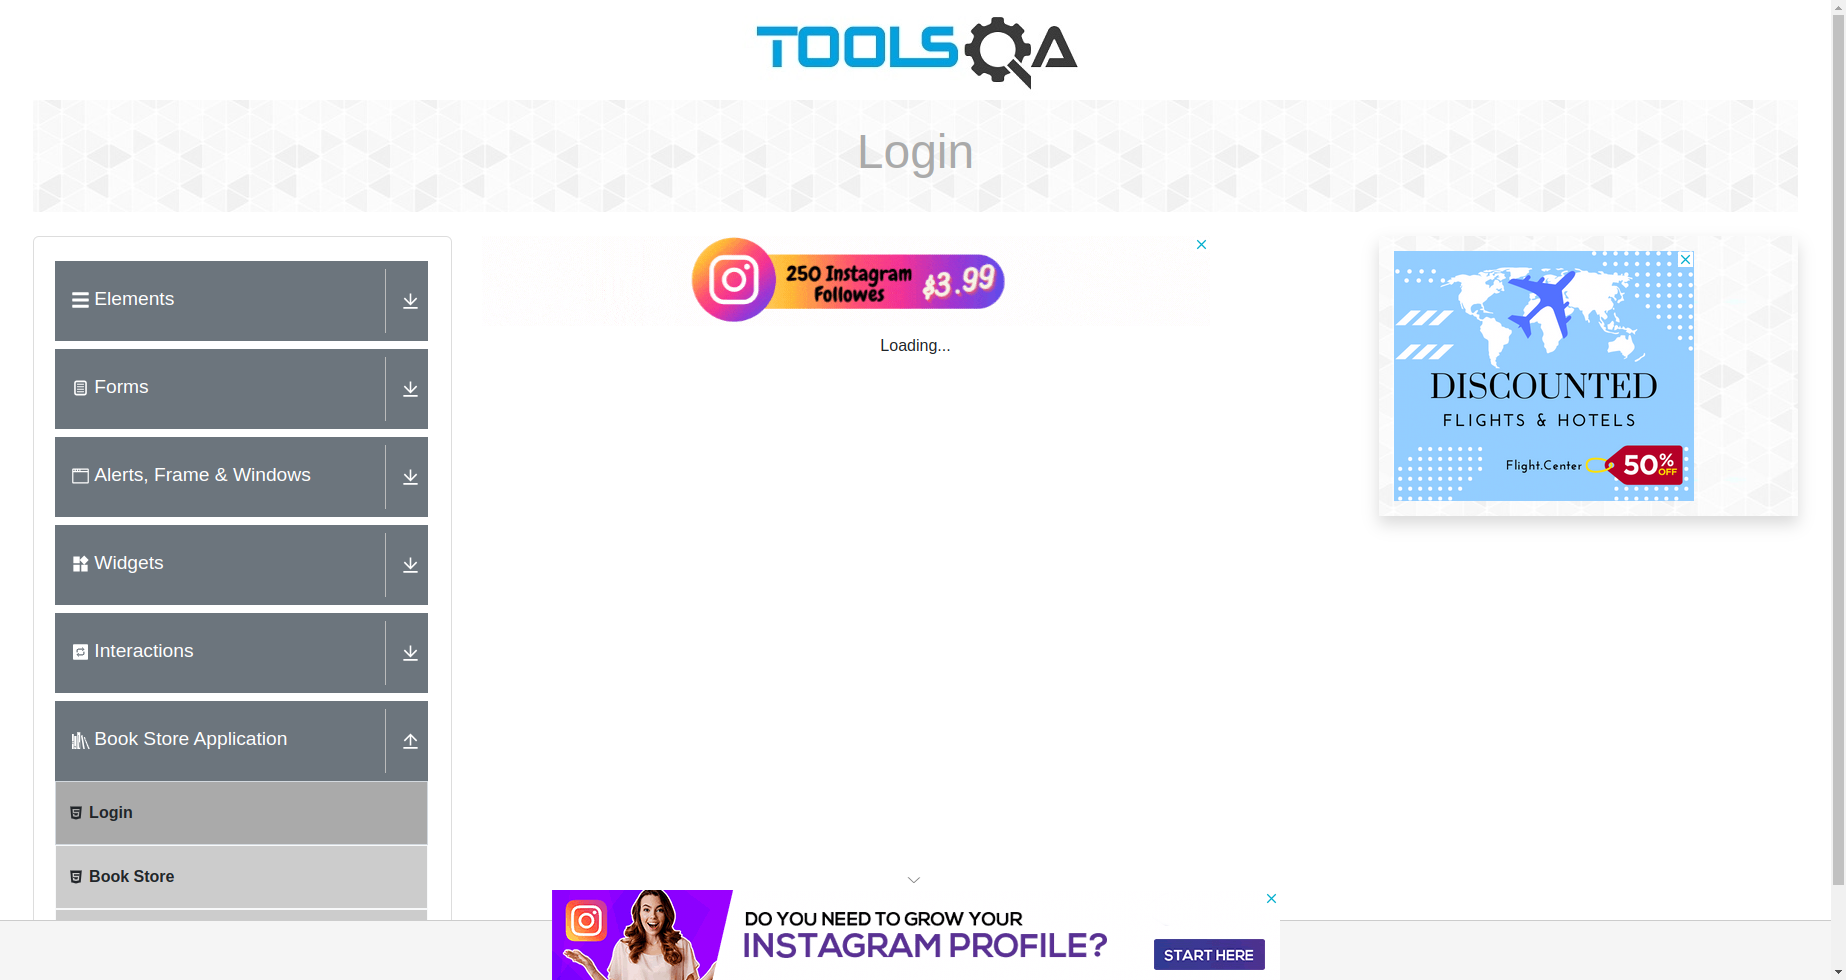 TOOLSQA
Login
Elements
Forms
Alerts, Frame & Windows
Widgets
Interactions
Book Store Application
Login
Book Store
250 Instagram
Followes
$3.99
Loading...
DISCOUNTED
FLIGHTS & HOTELS
Flight.Center
50%
OFF
DO YOU NEED TO GROW YOUR
INSTAGRAM PROFILE?
START HERE